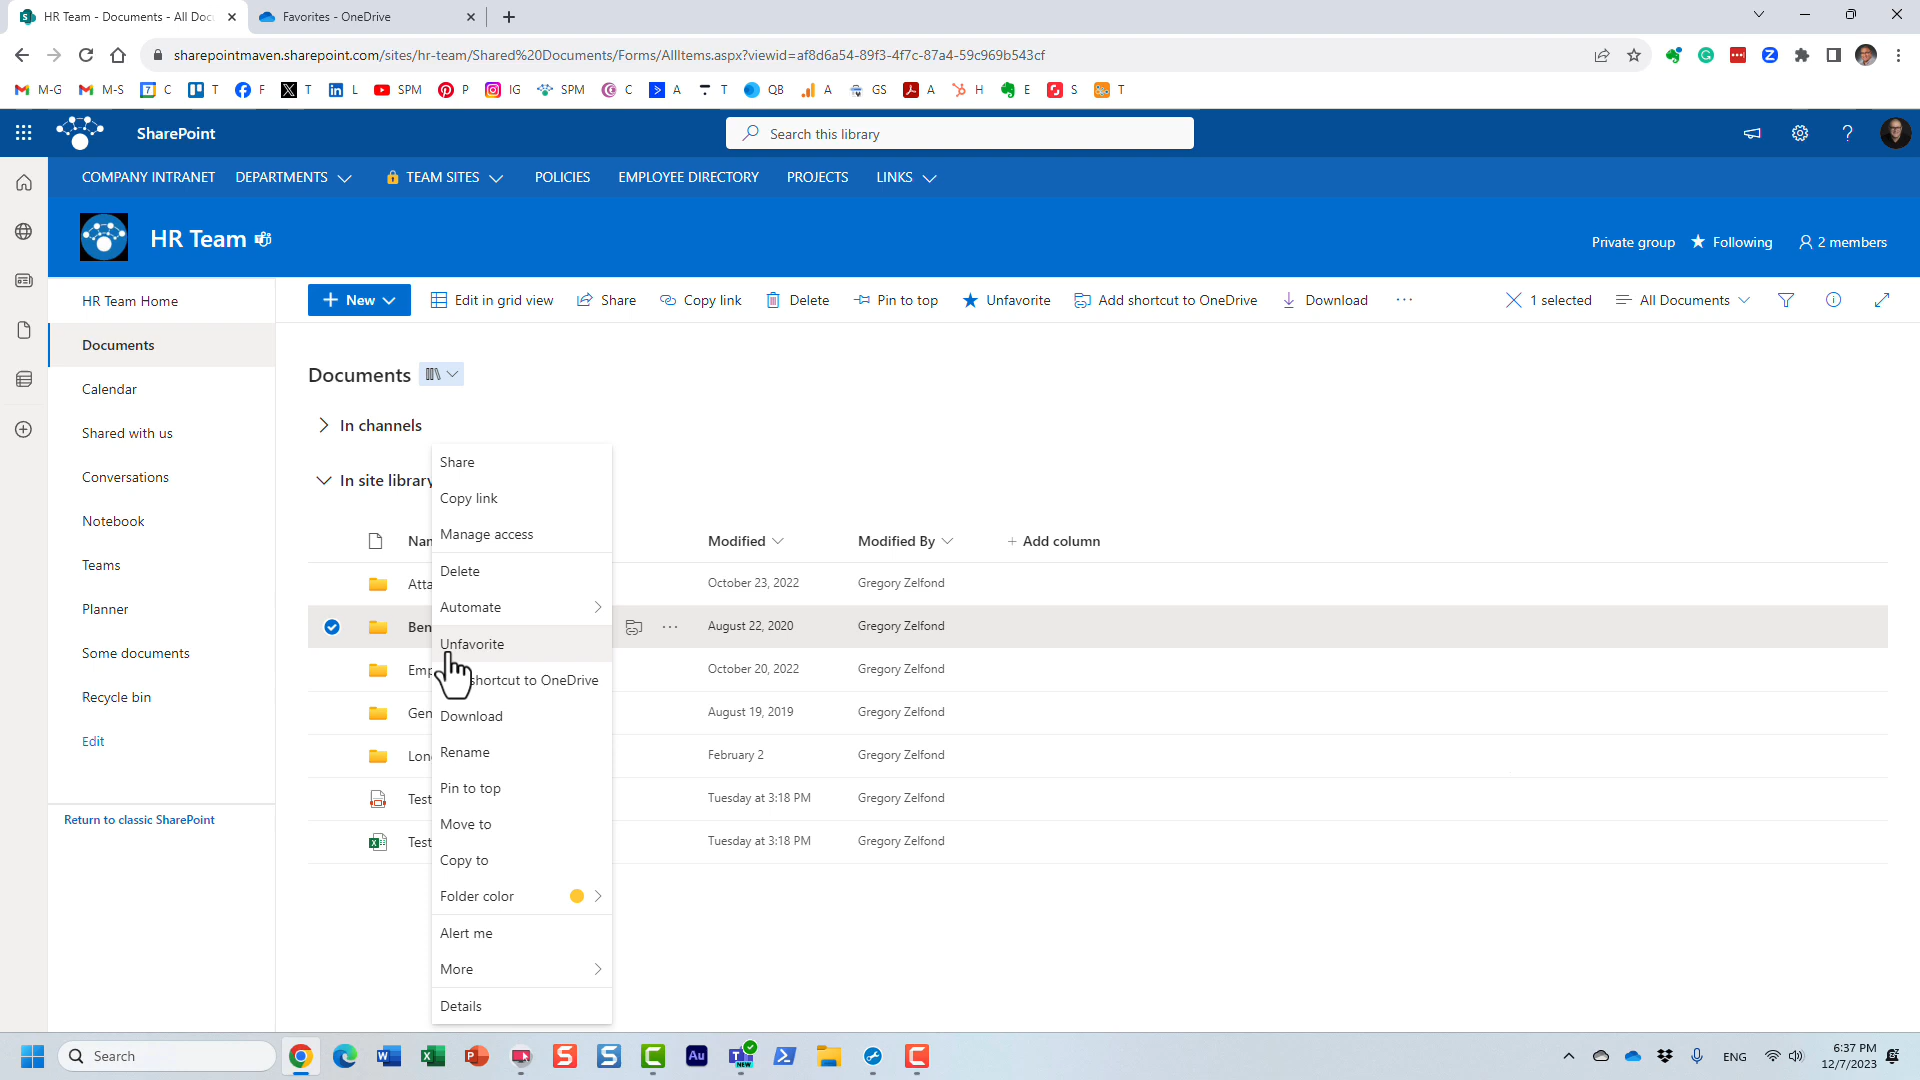 HR Team - Documents - All Doc
Favorites - OneDrive
sharepointmaven.sharepoint.com/sites/hr-team/Shared%20Documents/Forms/AllItems.aspx?viewid=af8d6a54-89f3-4f7c-87a4-59c969b543cf
M-G M-S C T F T L SPM P IG SPM C A T QB A GS A H E S T
SharePoint
Search this library
COMPANY INTRANET DEPARTMENTS TEAM SITES POLICIES EMPLOYEE DIRECTORY PROJECTS LINKS
HR Team
Private group Following 2 members
+ New Edit in grid view Share Copy link Delete Pin to top Unfavorite Add shortcut to OneDrive Download ... 1 selected All Documents
HR Team Home
Documents
Calendar
Shared with us
Conversations
Notebook
Teams
Planner
Some documents
Recycle bin
Edit
Return to classic SharePoint
Documents
In channels
In site library
Nam Modified Modified By + Add column
Atta October 23, 2022 Gregory Zelfond
Ben ... August 22, 2020 Gregory Zelfond
Emp October 20, 2022 Gregory Zelfond
Gen August 19, 2019 Gregory Zelfond
Lon February 2 Gregory Zelfond
Test Tuesday at 3:18 PM Gregory Zelfond
Test Tuesday at 3:18 PM Gregory Zelfond
Share
Copy link
Manage access
Delete
Automate
Unfavorite
shortcut to OneDrive
Download
Rename
Pin to top
Move to
Copy to
Folder color
Alert me
More
Details
Search
ENG
6:37 PM
12/7/2023